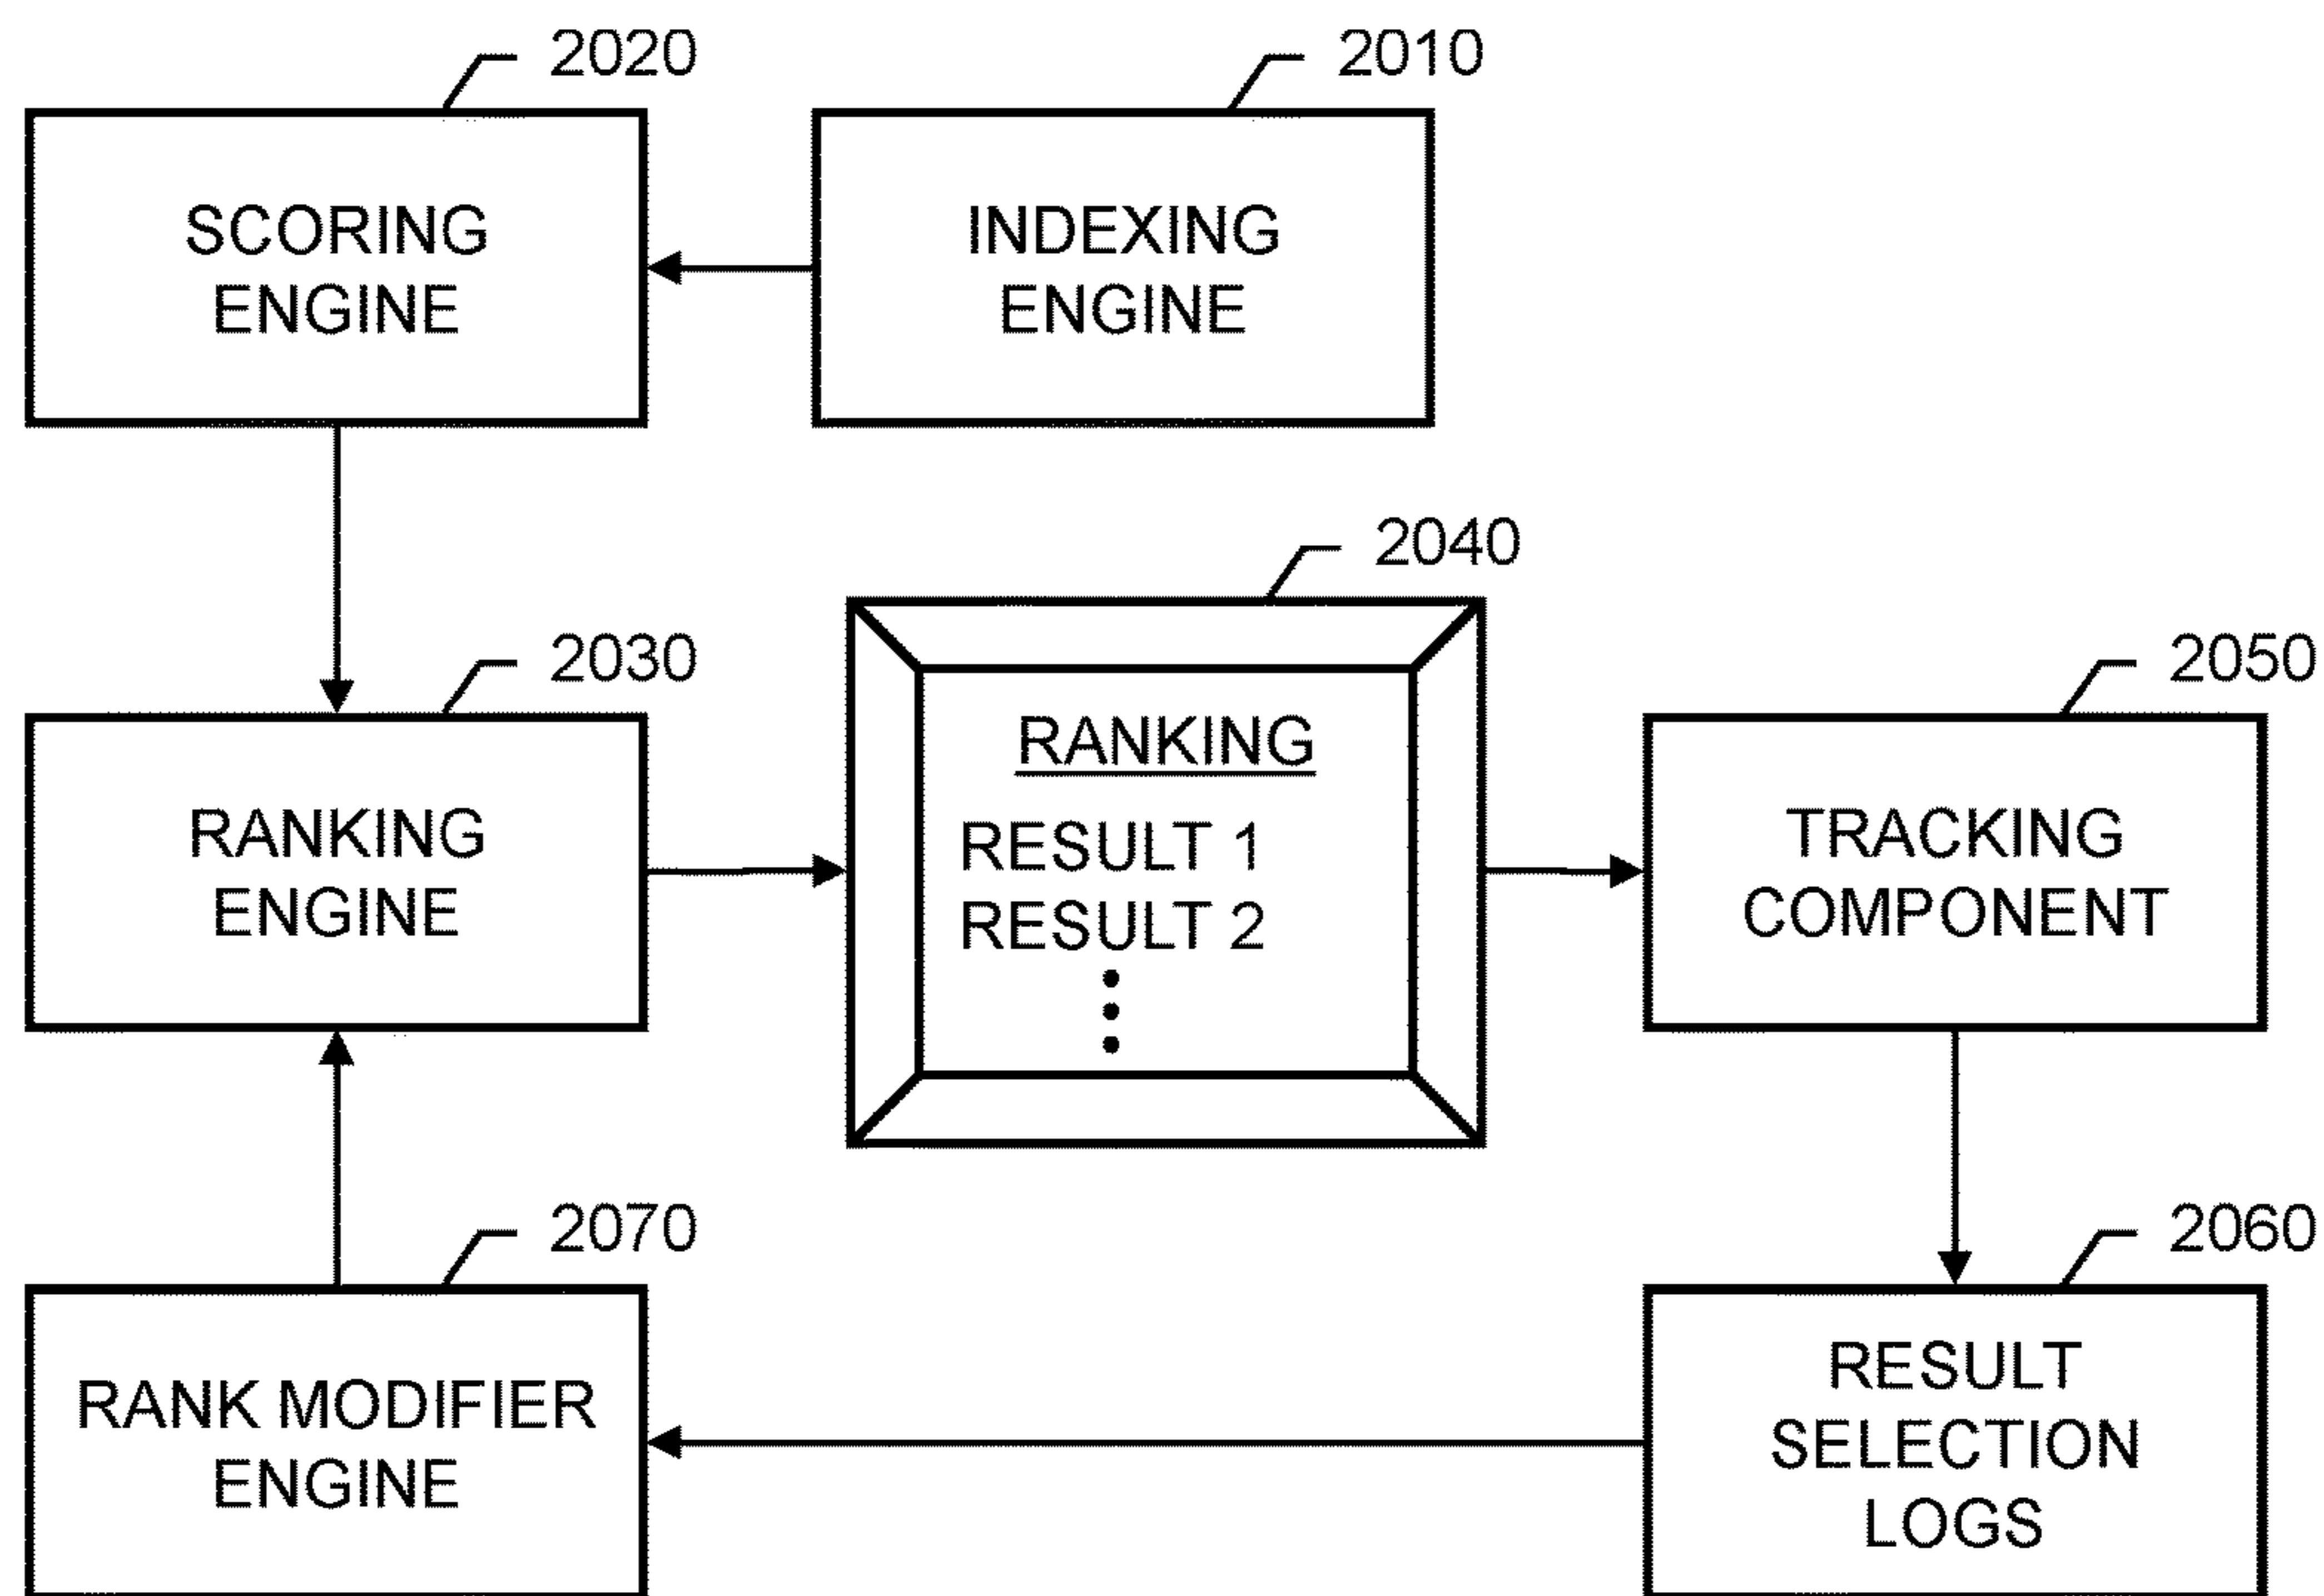 2020
2010
SCORING
ENGINE
INDEXING
ENGINE
2040
2030
2050
RANKING
ENGINE
RANKING
RESULT 1
RESULT 2
TRACKING
COMPONENT
2070
2060
RANK MODIFIER
ENGINE
RESULT
SELECTION
LOGS